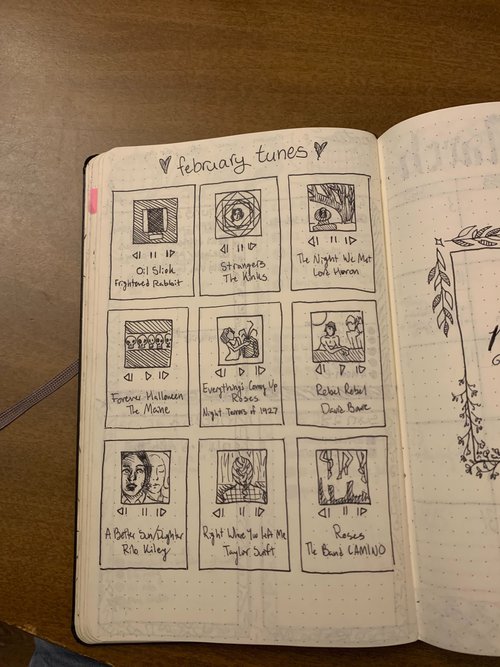 february tunes
Oil Slick
Frightened Rabbit
Strangers
The Kinks
The Night We Met
Lord Huron
Forever Halloween
The Maine
Everything's Coming Up
Roses
Night Terrors of 1927
Rebel Rebel
David Bowie
A Better Son/Daughter
Rilo Kiley
Right Where You Left Me
Taylor Swift
Roses
The Band CAMINO